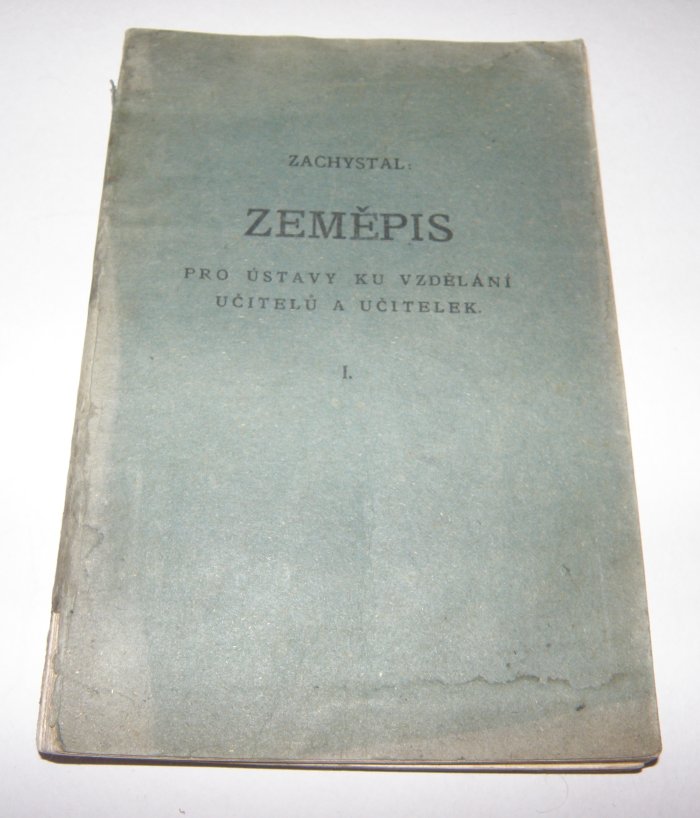 ZACHYSTAL:
ZEMĚPIS
PRO ÚSTAVY KU VZDĚLÁNÍ
UČITELŮ A UČITELEK.
I.